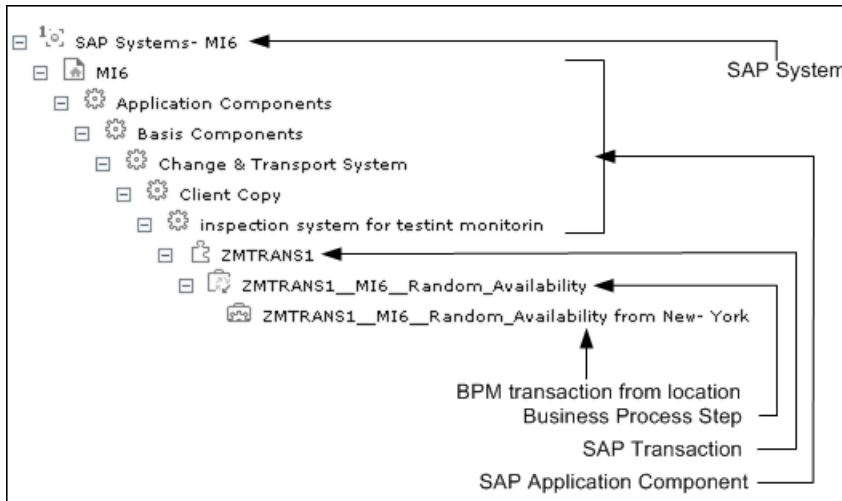 SAP Systems- MI6
SAP System
MI6
Application Components
Basis Components
Change & Transport System
Client Copy
inspection system for testint monitorin
ZMTRANS1
ZMTRANS1__MI6__Random_Availability
ZMTRANS1__MI6__Random_Availability from New- York
BPM transaction from location
Business Process Step
SAP Transaction
SAP Application Component